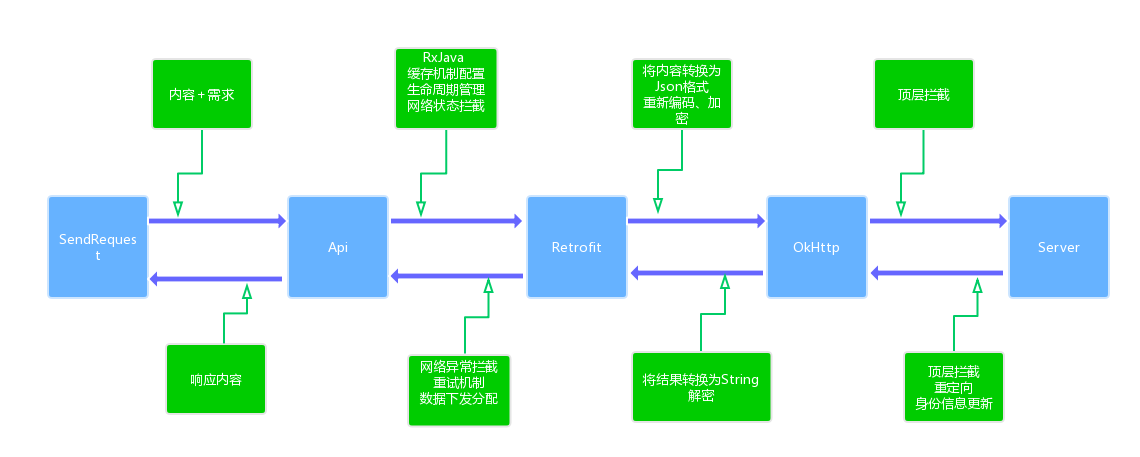 内容+需求
RxJava
缓存机制配置
生命周期管理
网络状态拦截
将内容转换为
Json格式
重新编码、加
密
顶层拦截
SendReques
t
Api
Retrofit
OkHttp
Server
响应内容
网络异常拦截
重试机制
数据下发分配
将结果转换为String
解密
顶层拦截
重定向
身份信息更新